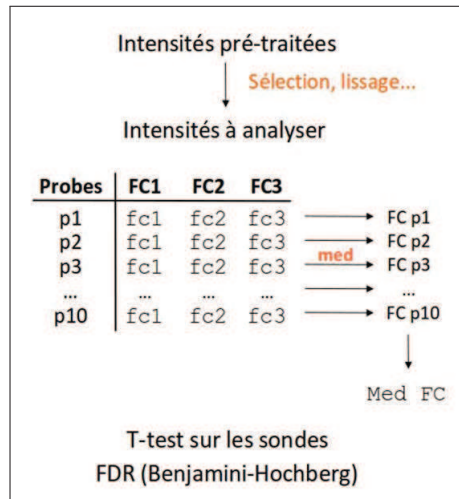 Intensités pré-traitées
Sélection, lissage...
Intensités à analyser
Probes FC1 FC2 FC3
p1 fc1 fc2 fc3 FC p1
p2 fc1 fc2 fc3 FC p2
p3 fc1 fc2 fc3 med FC p3
... ... ... ... ...
p10 fc1 fc2 fc3 FC p10
Med FC
T-test sur les sondes
FDR (Benjamini-Hochberg)